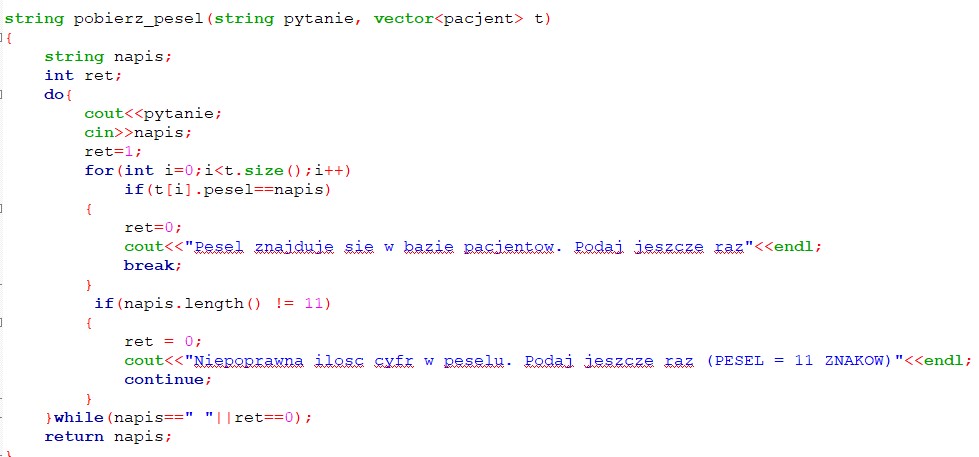 string pobierz_pesel(string pytanie, vector<pacjent> t)
{
    string napis;
    int ret;
    do{
        cout<<pytanie;
        cin>>napis;
        ret=1;
        for(int i=0;i<t.size();i++)
            if(t[i].pesel==napis)
        {
            ret=0;
            cout<<"Pesel znajduje sie w bazie pacjentow. Podaj jeszcze raz"<<endl;
            break;
        }
         if(napis.length() != 11)
        {
            ret = 0;
            cout<<"Niepoprawna ilosc cyfr w peselu. Podaj jeszcze raz (PESEL = 11 ZNAKOW)"<<endl;
            continue;
        }
    }while(napis==" "||ret==0);
    return napis;
}